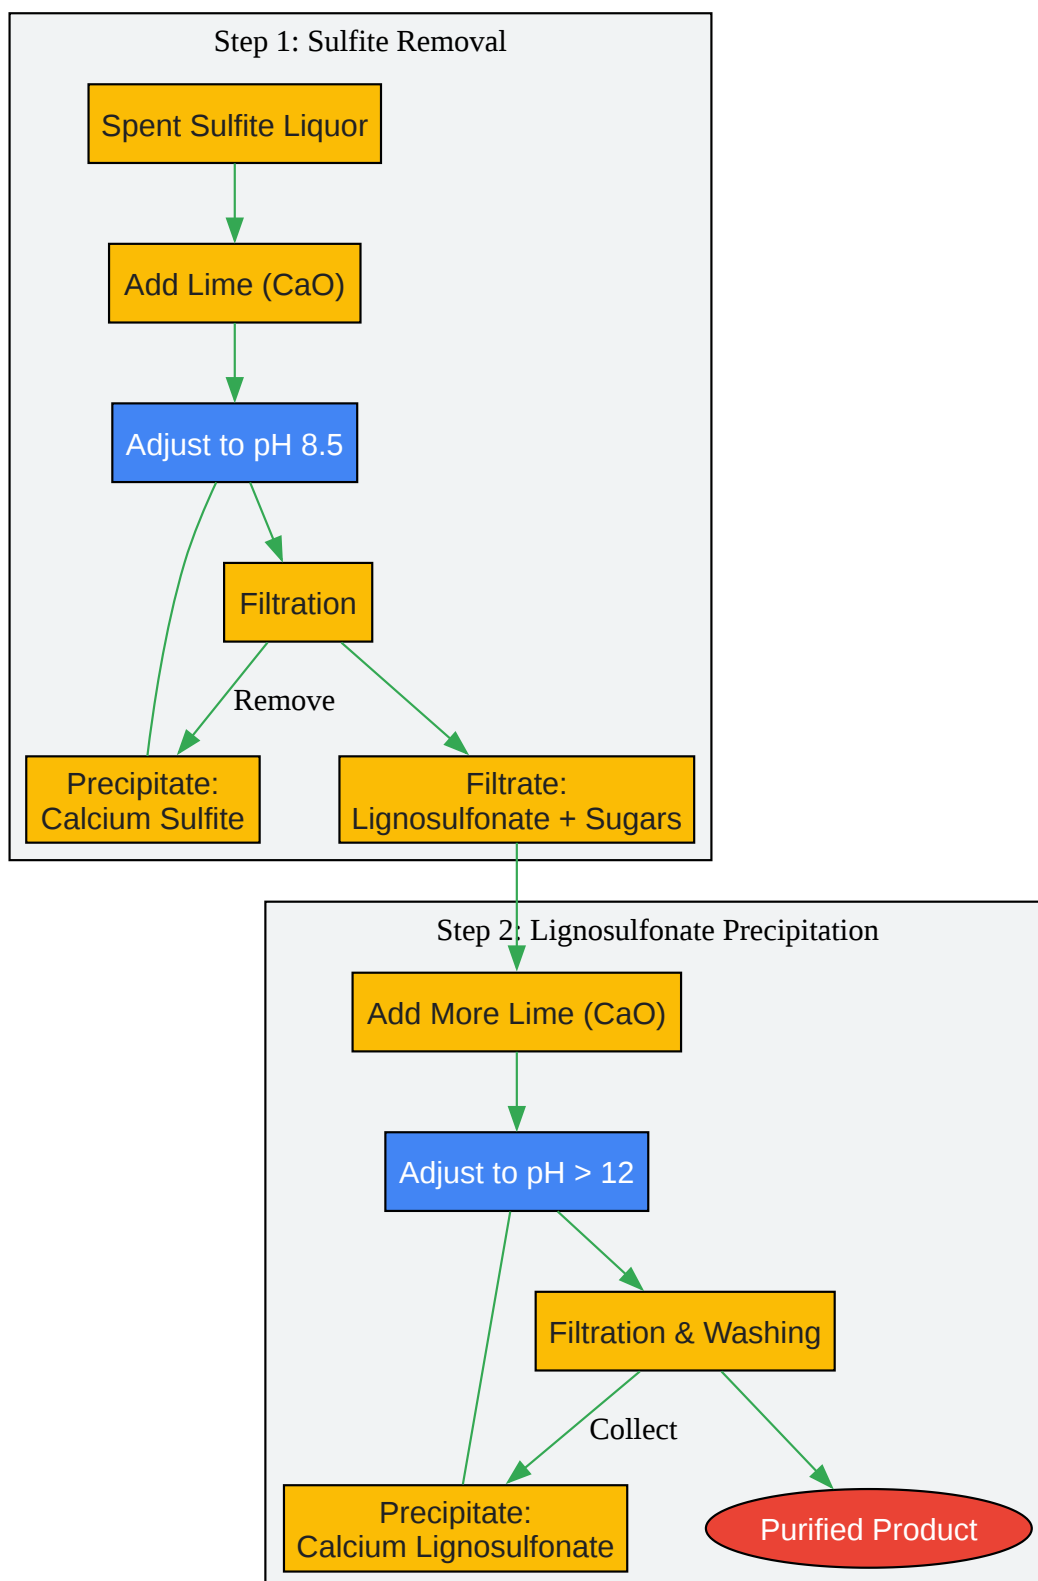 Step 1: Sulfite Removal
Spent Sulfite Liquor
Add Lime (CaO)
Adjust to pH 8.5
Filtration
Remove
Precipitate:
Calcium Sulfite
Filtrate:
Lignosulfonate + Sugars
Step 2: Lignosulfonate Precipitation
Add More Lime (CaO)
Adjust to pH > 12
Filtration & Washing
Collect
Precipitate:
Calcium Lignosulfonate
Purified Product